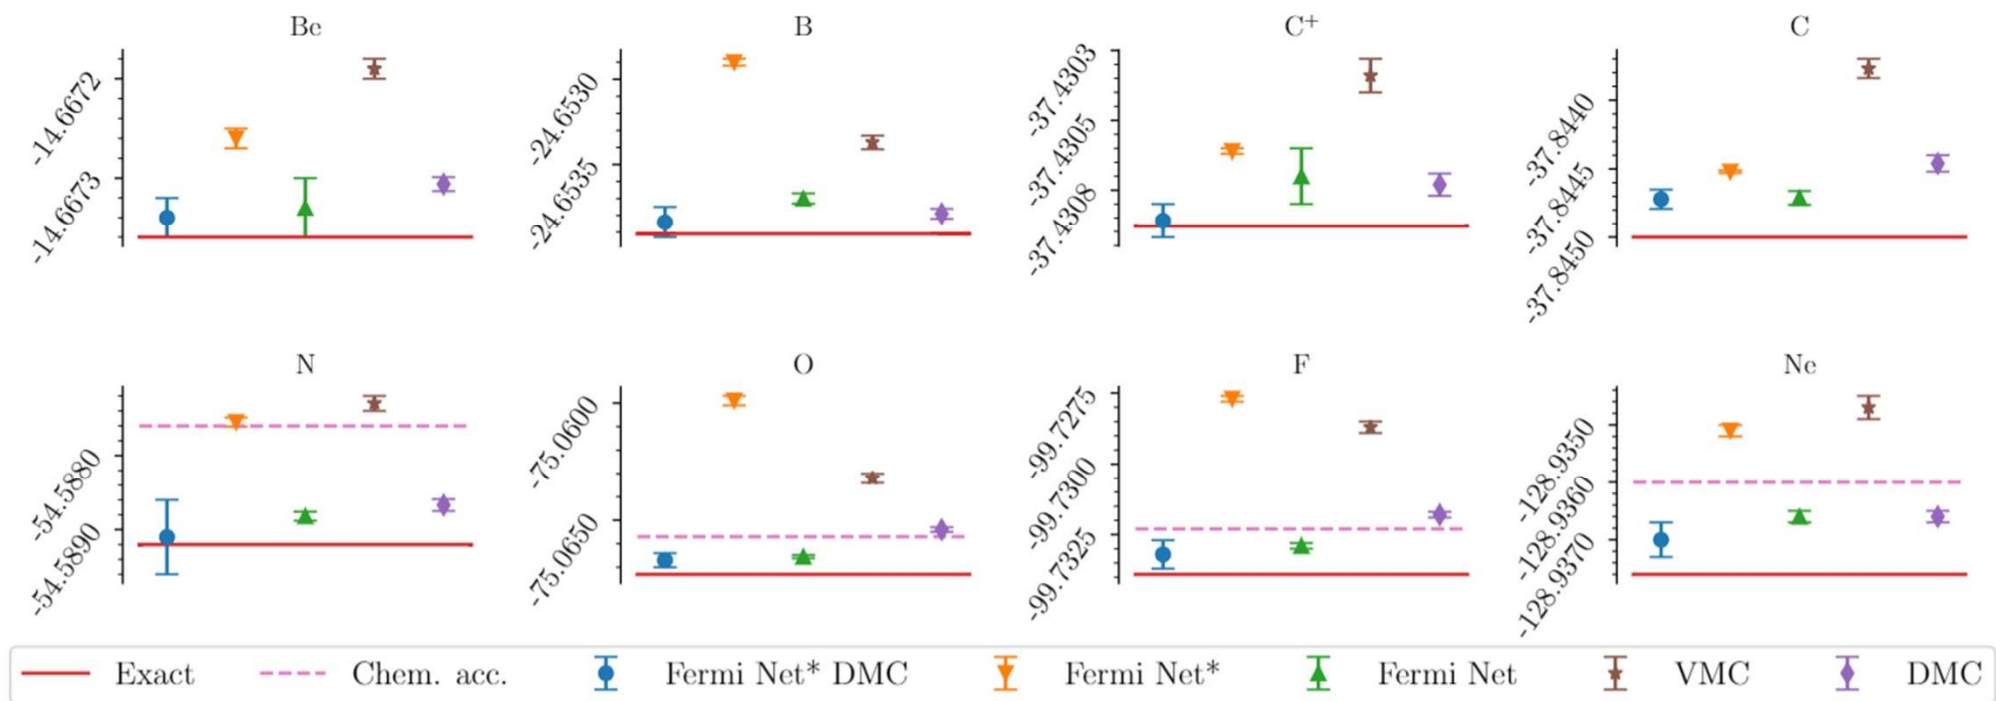 Be
B
C+
C
-14.6672
-14.6673
-24.6530
-24.6535
-37.4303
-37.4305
-37.4308
-37.8440
-37.8445
-37.8450
N
O
F
Ne
-54.5880
-54.5890
-75.0600
-75.0650
-99.7275
-99.7300
-99.7325
-128.9350
-128.9360
-128.9370
Exact Chem. acc. Fermi Net* DMC Fermi Net* Fermi Net VMC DMC